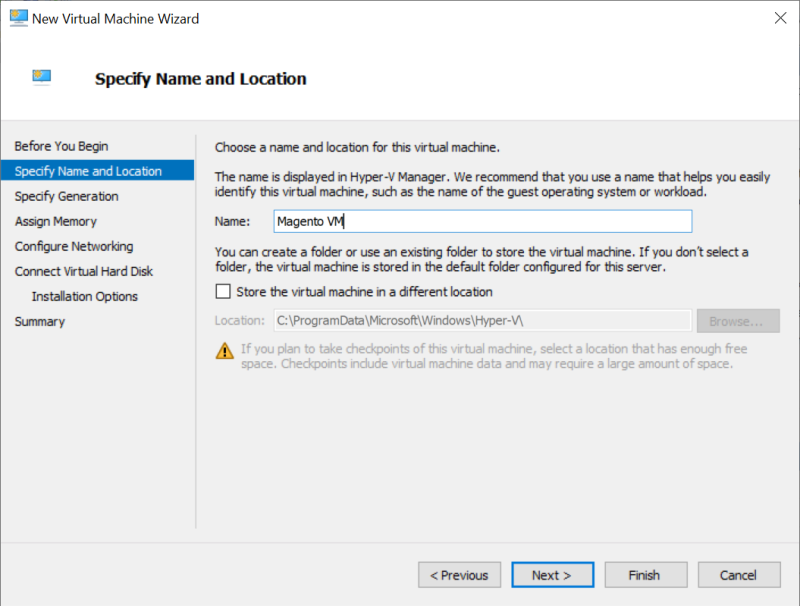 New Virtual Machine Wizard
Specify Name and Location
Before You Begin
Specify Name and Location
Specify Generation
Assign Memory
Configure Networking
Connect Virtual Hard Disk
Installation Options
Summary
Choose a name and location for this virtual machine.
The name is displayed in Hyper-V Manager. We recommend that you use a name that helps you easily
identify this virtual machine, such as the name of the guest operating system or workload.
Name: Magento VM
You can create a folder or use an existing folder to store the virtual machine. If you don't select a
folder, the virtual machine is stored in the default folder configured for this server.
Store the virtual machine in a different location
Location: C:\ProgramData\Microsoft\Windows\Hyper-V\ Browse...
If you plan to take checkpoints of this virtual machine, select a location that has enough free
space. Checkpoints include virtual machine data and may require a large amount of space.
< Previous Next > Finish Cancel